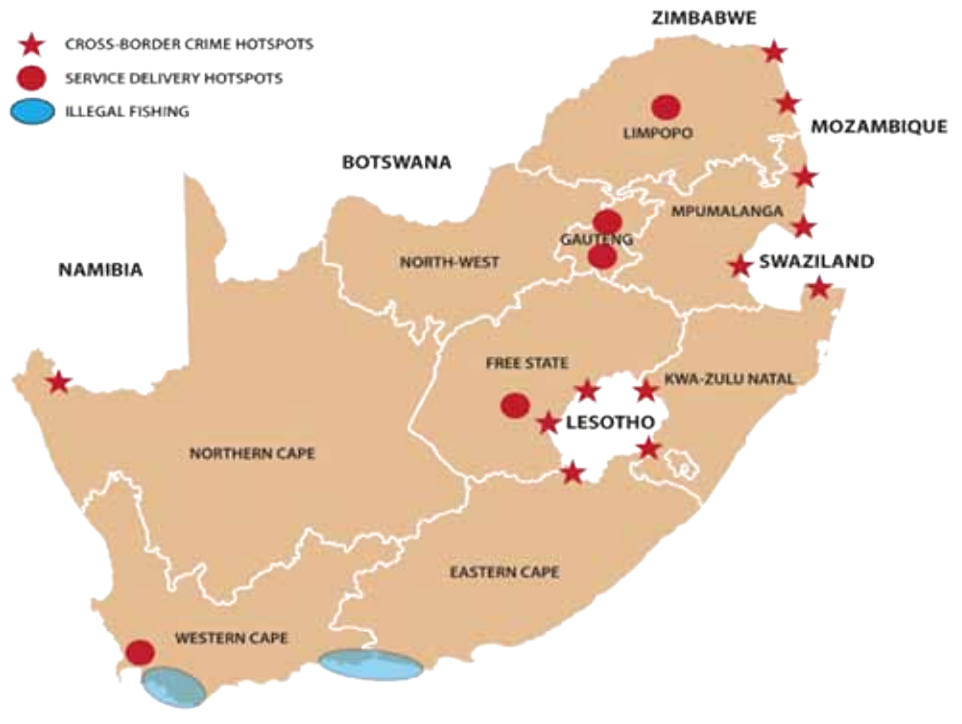 ZIMBABWE
CROSS-BORDER CRIME HOTSPOTS
SERVICE DELIVERY HOTSPOTS
ILLEGAL FISHING
LIMPOPO
MOZAMBIQUE
BOTSWANA
MPUMALANGA
GAUTENG
NORTH-WEST
SWAZILAND
NAMIBIA
FREE STATE
KWA-ZULU NATAL
LESOTHO
NORTHERN CAPE
EASTERN CAPE
WESTERN CAPE